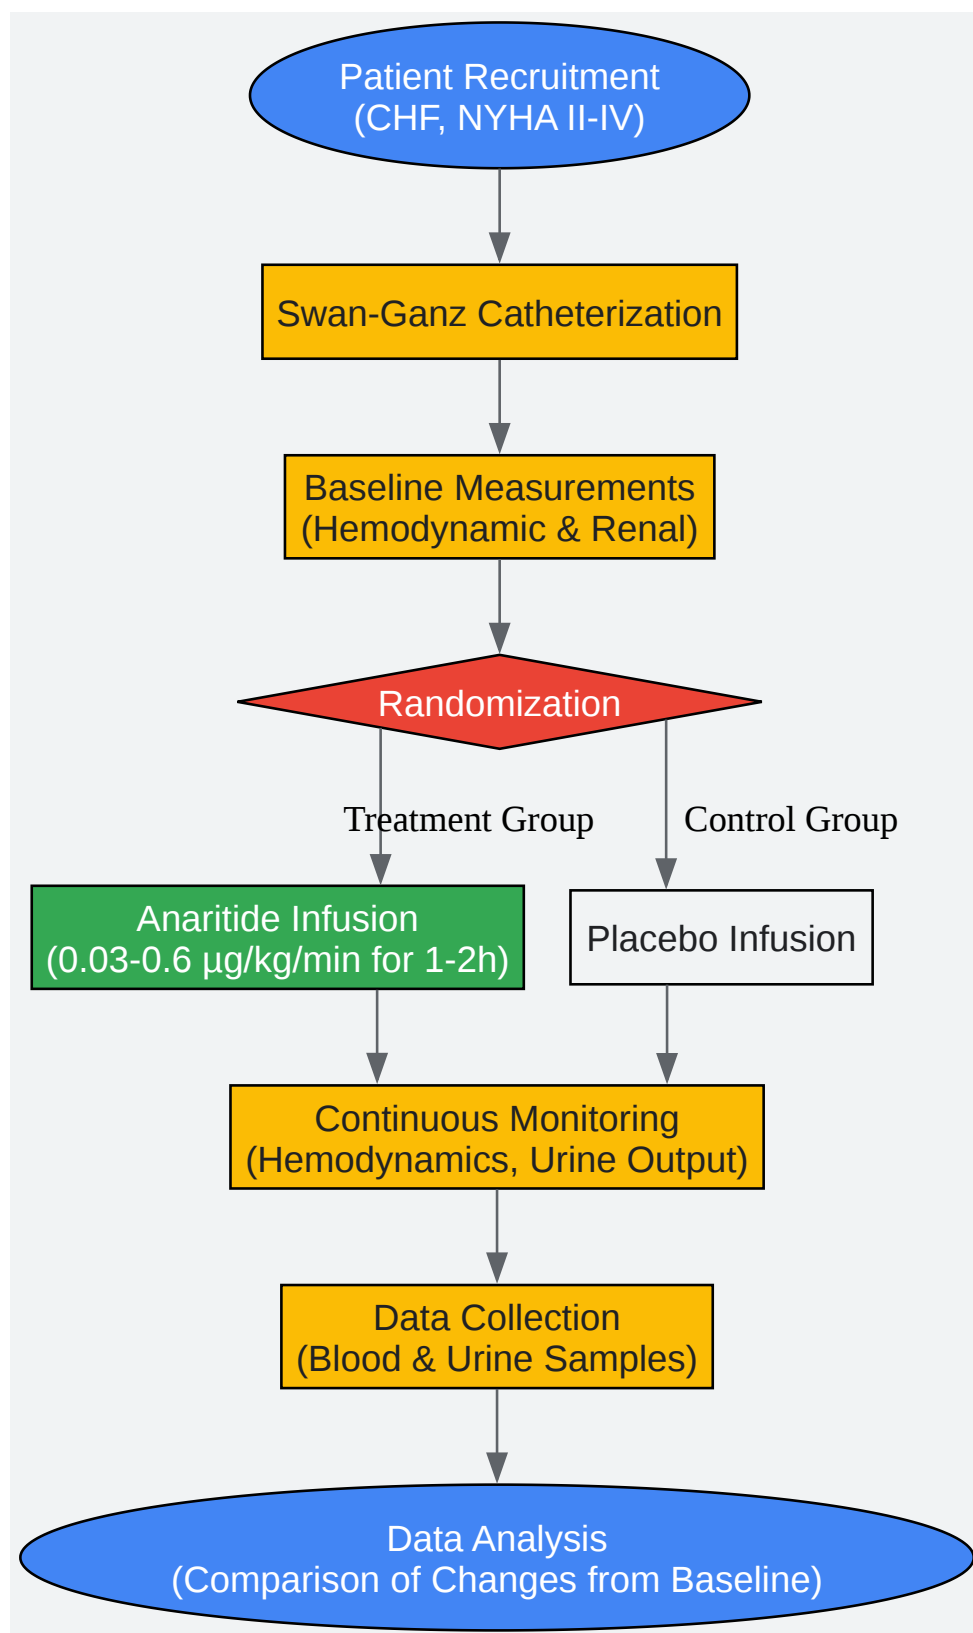 Patient Recruitment
(CHF, NYHA II-IV)
Swan-Ganz Catheterization
Baseline Measurements
(Hemodynamic & Renal)
Randomization
Treatment Group
Control Group
Anaritide Infusion
(0.03-0.6 µg/kg/min for 1-2h)
Placebo Infusion
Continuous Monitoring
(Hemodynamics, Urine Output)
Data Collection
(Blood & Urine Samples)
Data Analysis
(Comparison of Changes from Baseline)